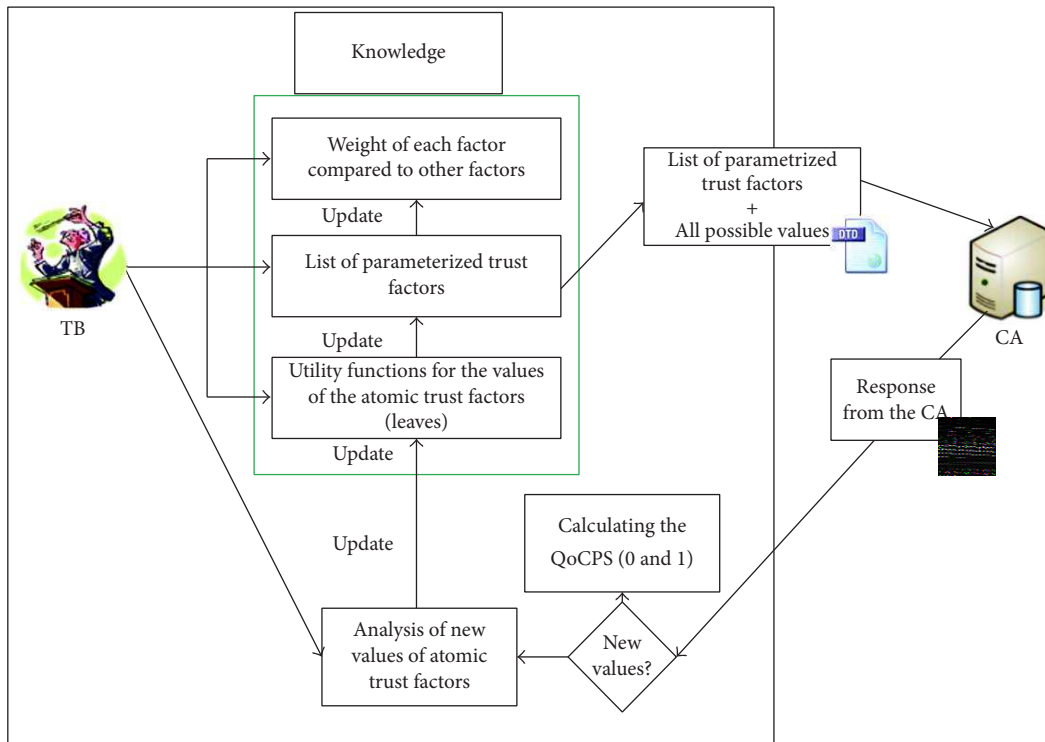 Knowledge
Weight of each factor
compared to other factors
Update
List of parameterized trust
factors
Update
Utility functions for the values
of the atomic trust factors
(leaves)
Update
Update
TB
List of parametrized
trust factors
+
All possible values
DTD
CA
Response
from the CA
Calculating the
QoCPS (0 and 1)
New
values?
Analysis of new
values of atomic
trust factors